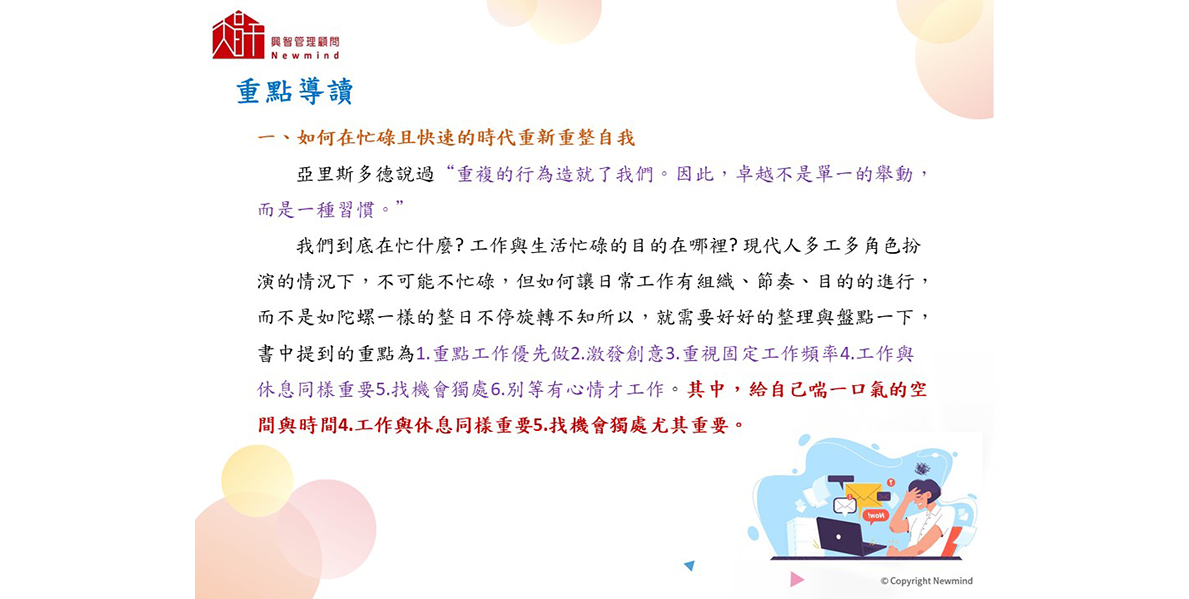 興智管理顧問
Newmind
重點導讀
一、如何在忙碌且快速的時代重新重整自我
亞里斯多德說過“重複的行為造就了我們。因此，卓越不是單一的舉動，
而是一種習慣。”
我們到底在忙什麼? 工作與生活忙碌的目的在哪裡? 現代人多工多角色扮
演的情況下，不可能不忙碌，但如何讓日常工作有組織、節奏、目的的進行，
而不是如陀螺一樣的整日不停旋轉不知所以，就需要好好的整理與盤點一下，
書中提到的重點為1.重點工作優先做2.激發創意3.重視固定工作頻率4.工作與
休息同樣重要5.找機會獨處6.別等有心情才工作。其中，給自己喘一口氣的空
間與時間4.工作與休息同樣重要5.找機會獨處尤其重要。
Now!
© Copyright Newmind